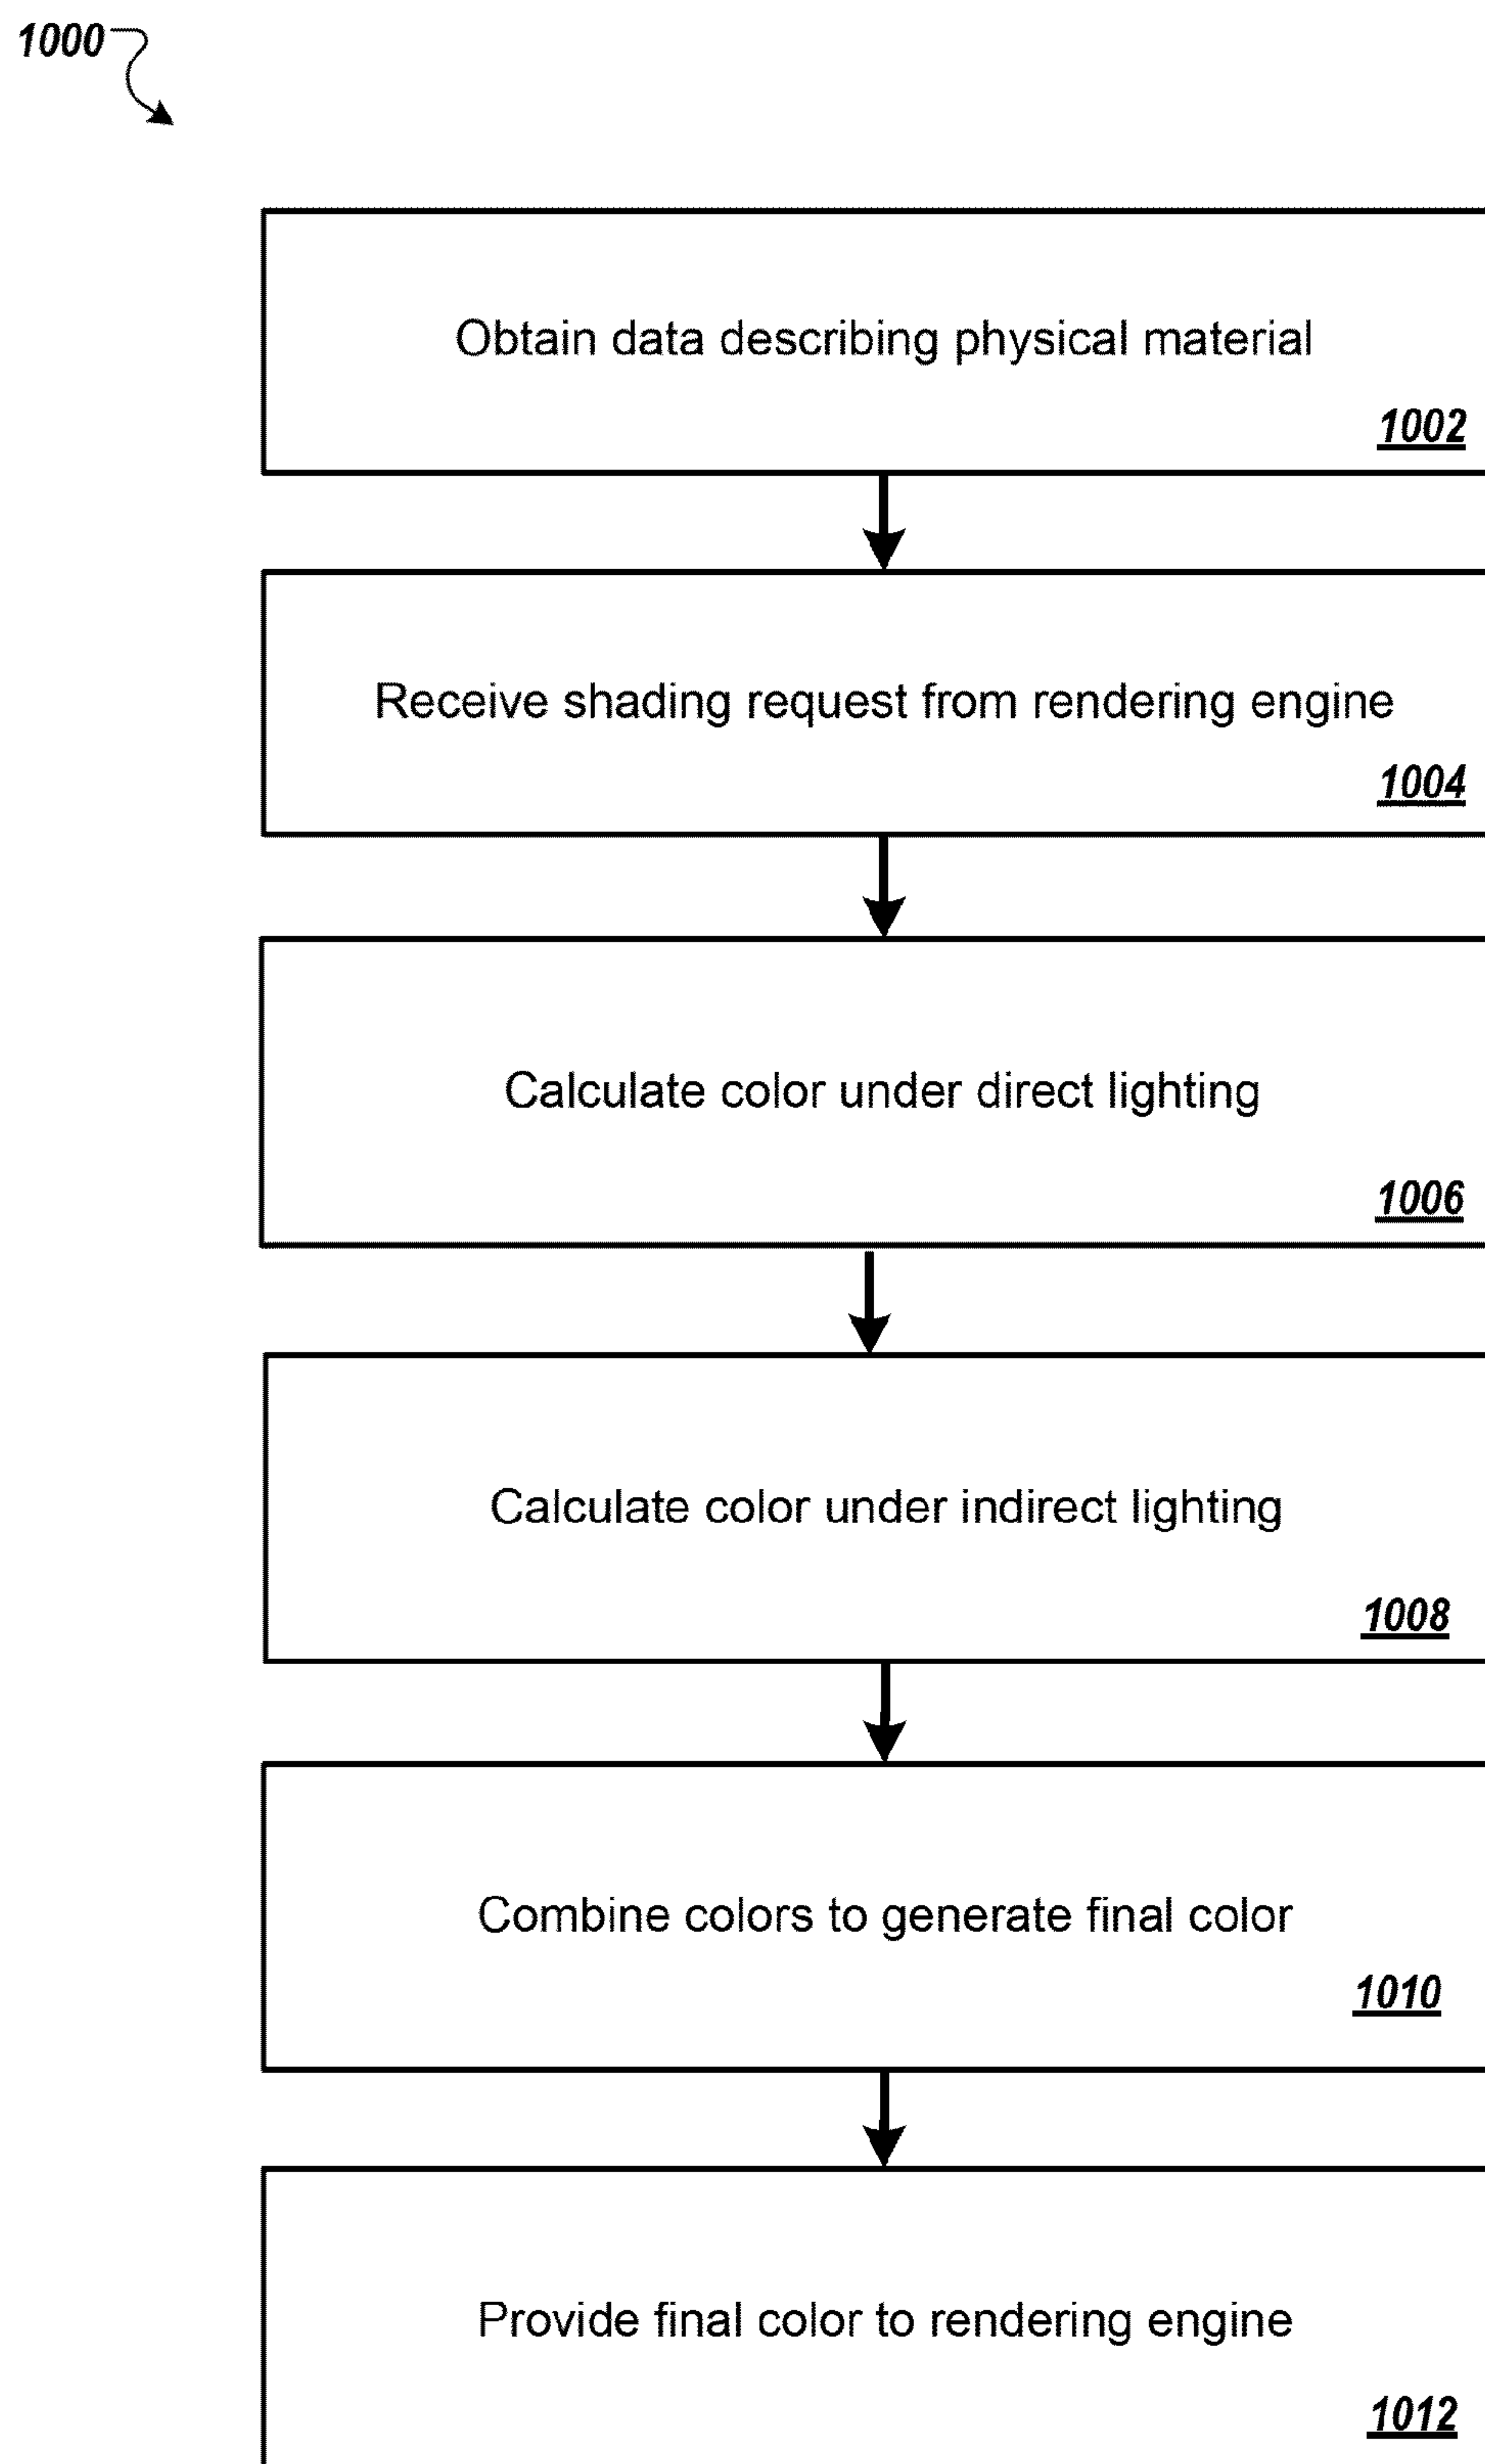 1000
Obtain data describing physical material
1002
Receive shading request from rendering engine
1004
Calculate color under direct lighting
1006
Calculate color under indirect lighting
1008
Combine colors to generate final color
1010
Provide final color to rendering engine
1012